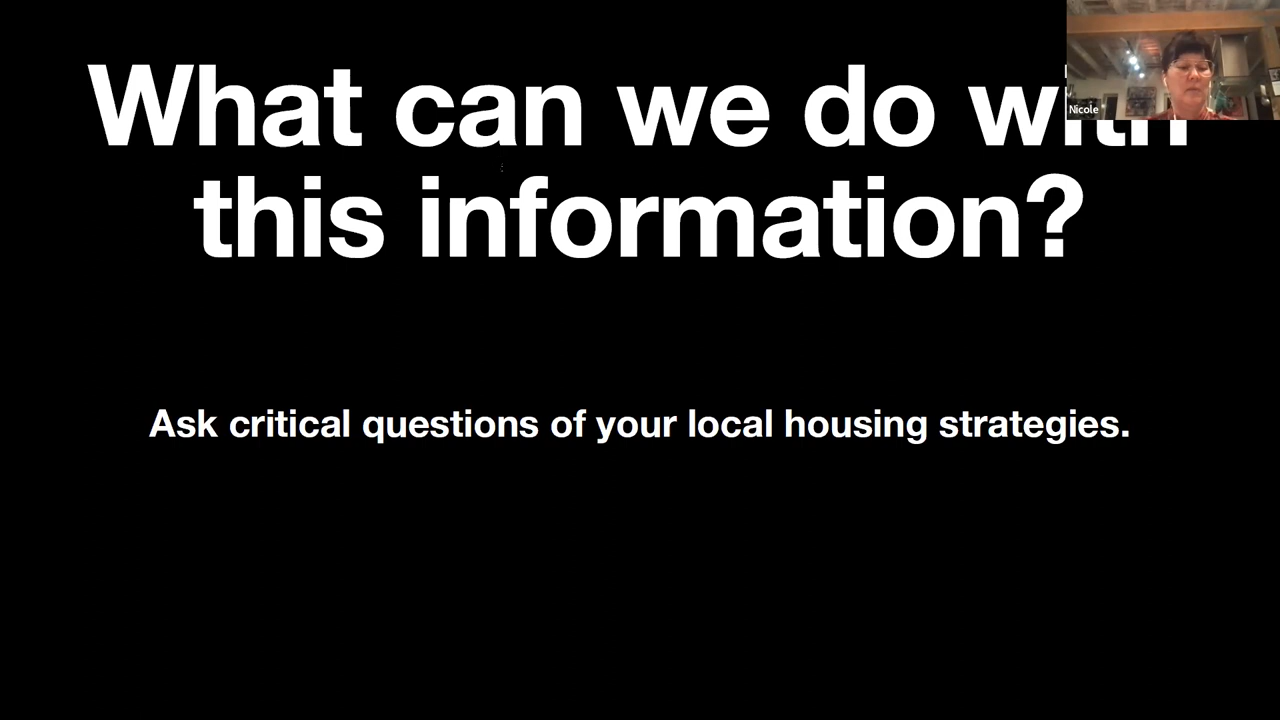 What can we do with
this information?
Nicole
Ask critical questions of your local housing strategies.